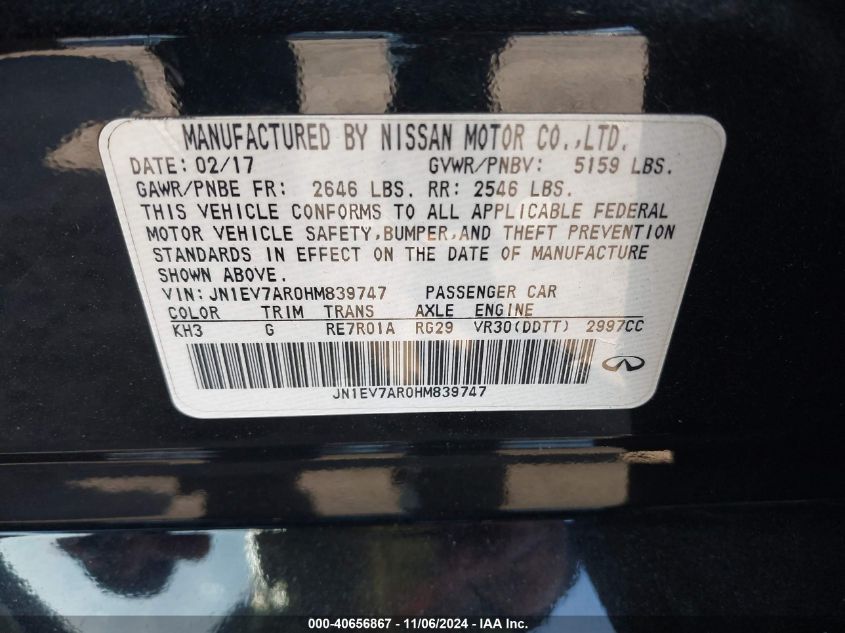 MANUFACTURED BY NISSAN MOTOR CO.,LTD.
DATE: 02/17 GVWR/PNBV: 5159 LBS.
GAWR/PNBE FR: 2646 LBS. RR: 2546 LBS.
THIS VEHICLE CONFORMS TO ALL APPLICABLE FEDERAL
MOTOR VEHICLE SAFETY,BUMPER,AND THEFT PREVENTION
STANDARDS IN EFFECT ON THE DATE OF MANUFACTURE
SHOWN ABOVE.
VIN: JN1EV7AR0HM839747 PASSENGER CAR
COLOR TRIM TRANS AXLE ENGINE
KH3 G RE7R01A RG29 VR30(DDTT) 2997CC
JN1EV7AR0HM839747
000-40656867 - 11/06/2024 - IAA Inc.